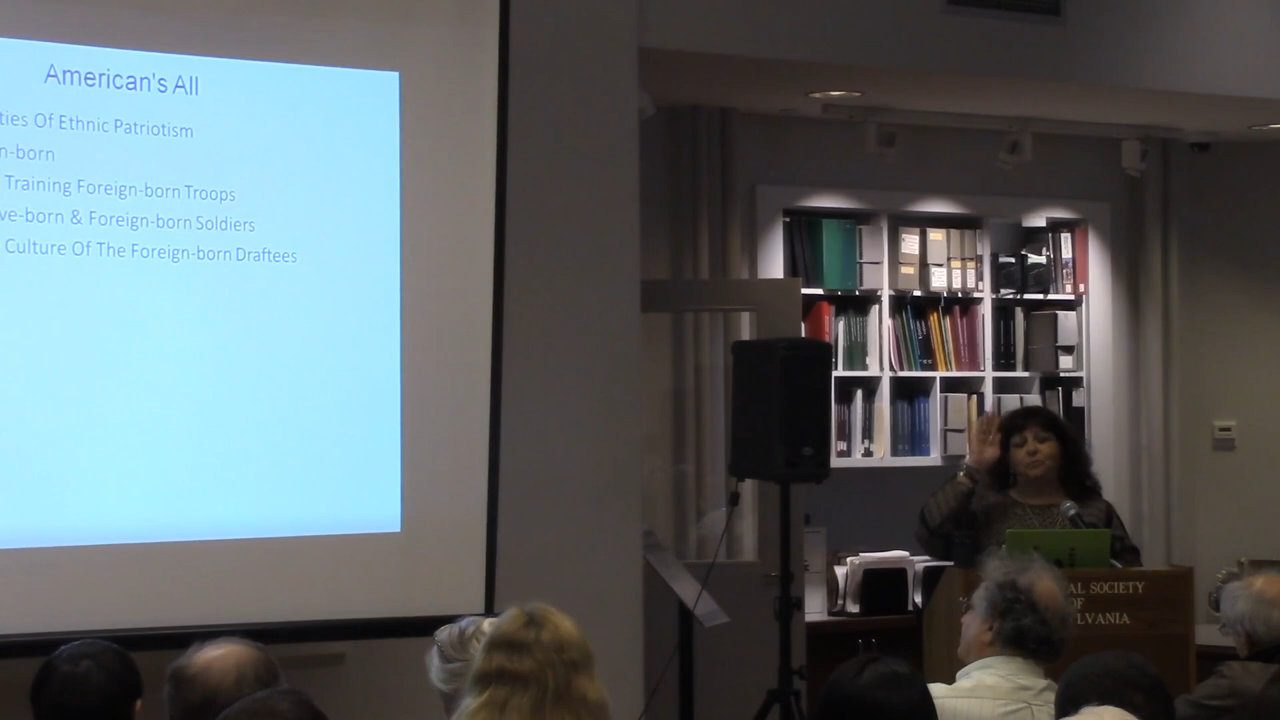 American's All
ties Of Ethnic Patriotism
n-born
Training Foreign-born Troops
ve-born & Foreign-born Soldiers
Culture Of The Foreign-born Draftees
AL SOCIETY
OF
LVANIA